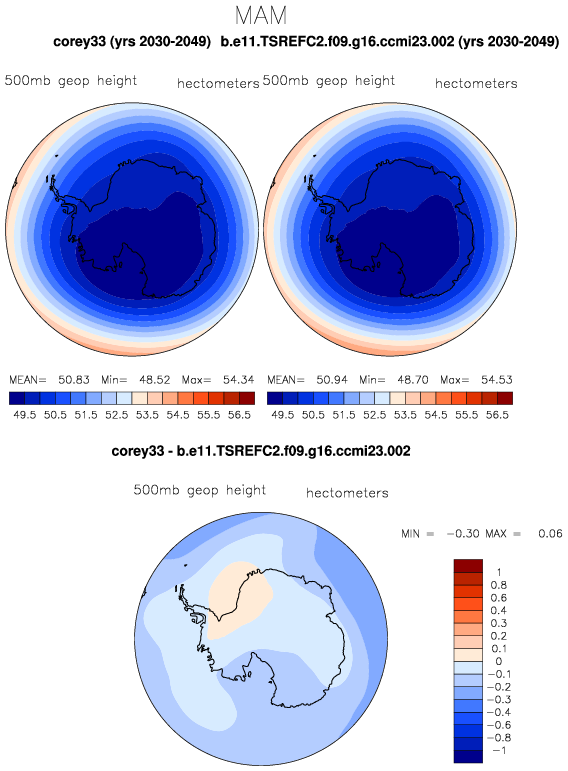 MAM
corey33 (yrs 2030-2049) b.e11.TSREFC2.f09.g16.ccmi23.002 (yrs 2030-2049)
500mb geop height hectometers 500mb geop height hectometers
MEAN= 50.83 Min= 48.52 Max= 54.34 MEAN= 50.94 Min= 48.70 Max= 54.53
49.5 50.5 51.5 52.5 53.5 54.5 55.5 56.5 49.5 50.5 51.5 52.5 53.5 54.5 55.5 56.5
corey33 - b.e11.TSREFC2.f09.g16.ccmi23.002
500mb geop height hectometers
MIN = -0.30 MAX = 0.06
1
0.8
0.6
0.4
0.3
0.2
0.1
0
-0.1
-0.2
-0.3
-0.4
-0.6
-0.8
-1